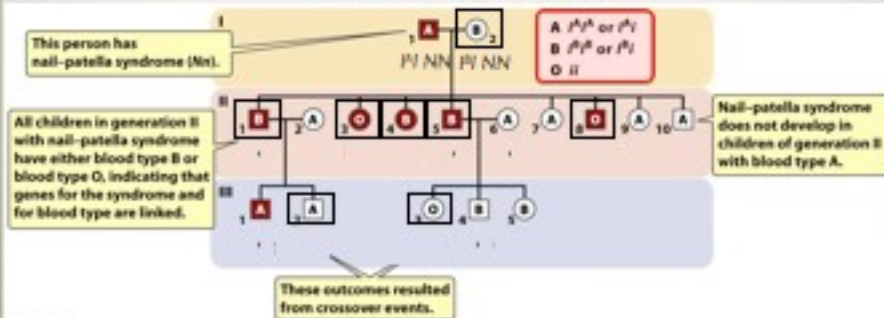 I
This person has
nail–patella syndrome (Nn).
1 A B 2
A IᴬIᴬ or Iᴬi
B IᴮIᴮ or Iᴮi
O ii
II
All children in generation II
with nail–patella syndrome
have either blood type B or
blood type O, indicating that
genes for the syndrome and
for blood type are linked.
1 B 2 A 3 O 4 B 5 B 6 A 7 A 8 O 9 A 10 A
Nail–patella syndrome
does not develop in
children of generation II
with blood type A.
III
1 A A O 4 B 5 B
These outcomes resulted
from crossover events.